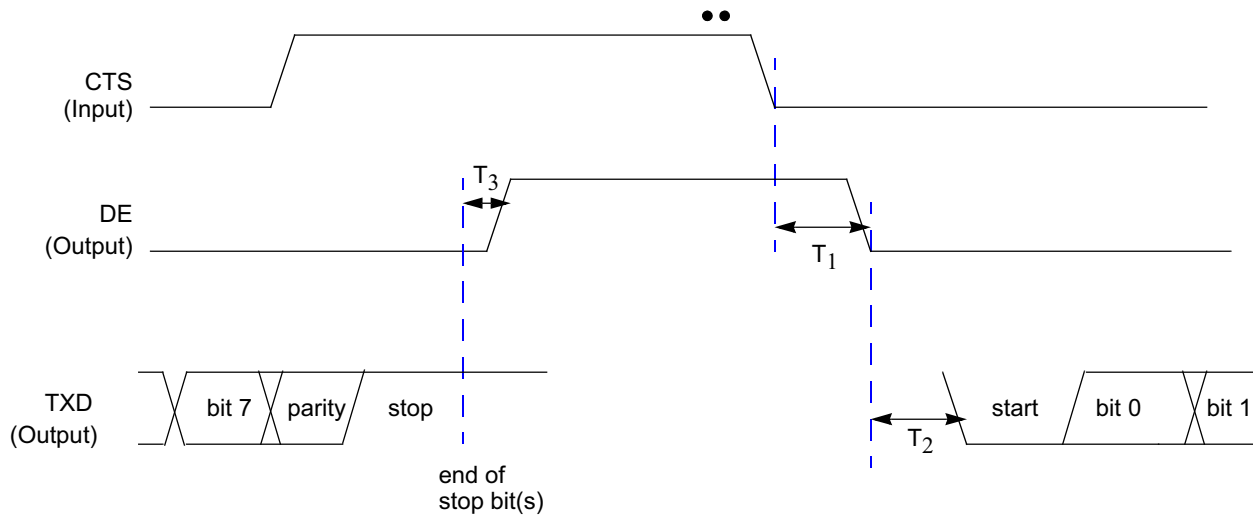 CTS
(Input)
T3
DE
(Output)
T1
TXD
(Output)
bit 7
parity
stop
T2
start
bit 0
bit 1
end of
stop bit(s)